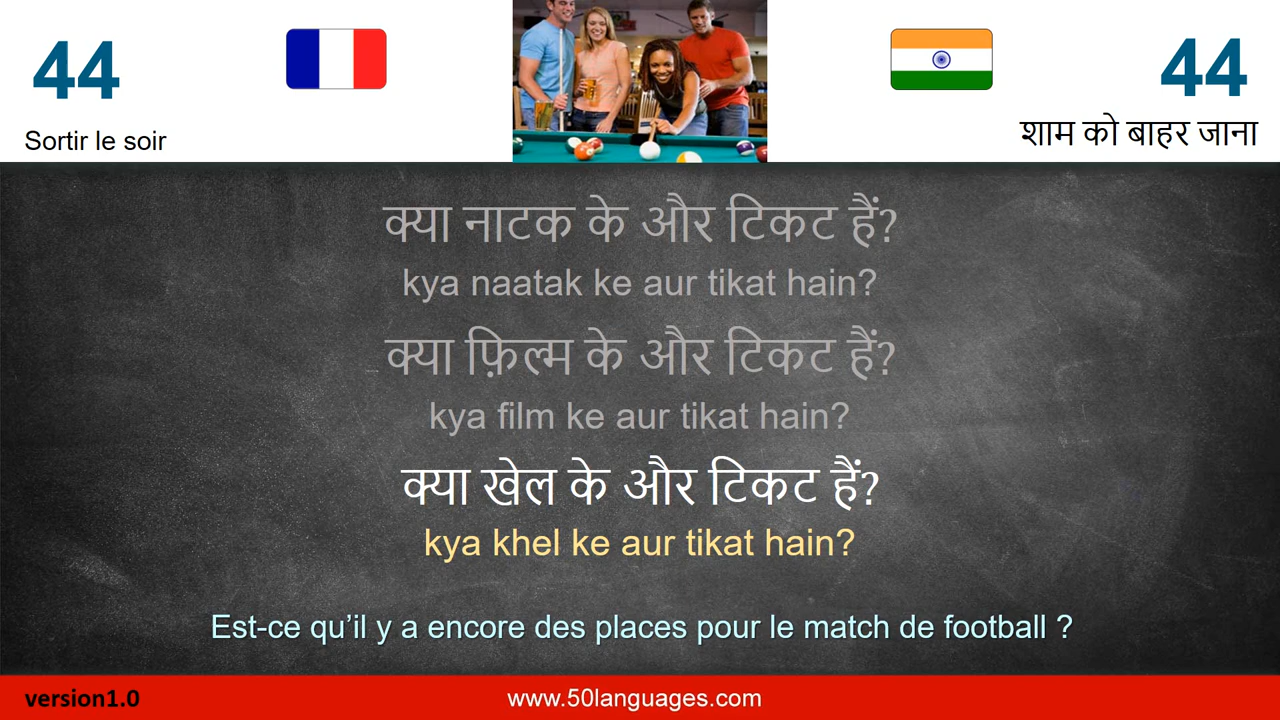 44
44
Sortir le soir
शाम को बाहर जाना
क्या नाटक के और टिकट हैं?
kya naatak ke aur tikat hain?
क्या फ़िल्म के और टिकट हैं?
kya film ke aur tikat hain?
क्या खेल के और टिकट हैं?
kya khel ke aur tikat hain?
Est-ce qu’il y a encore des places pour le match de football ?
version1.0
www.50languages.com